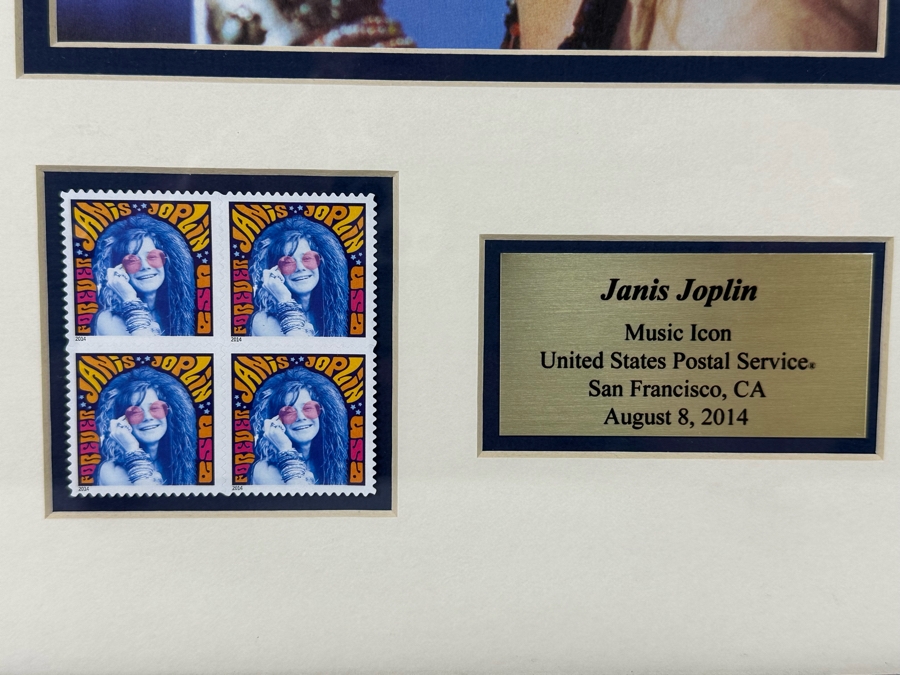 JANIS JOPLIN
FOREVER
USA
2014
JANIS JOPLIN
FOREVER
USA
2014
JANIS JOPLIN
FOREVER
USA
2014
JANIS JOPLIN
FOREVER
USA
2014
Janis Joplin
Music Icon
United States Postal Service®
San Francisco, CA
August 8, 2014